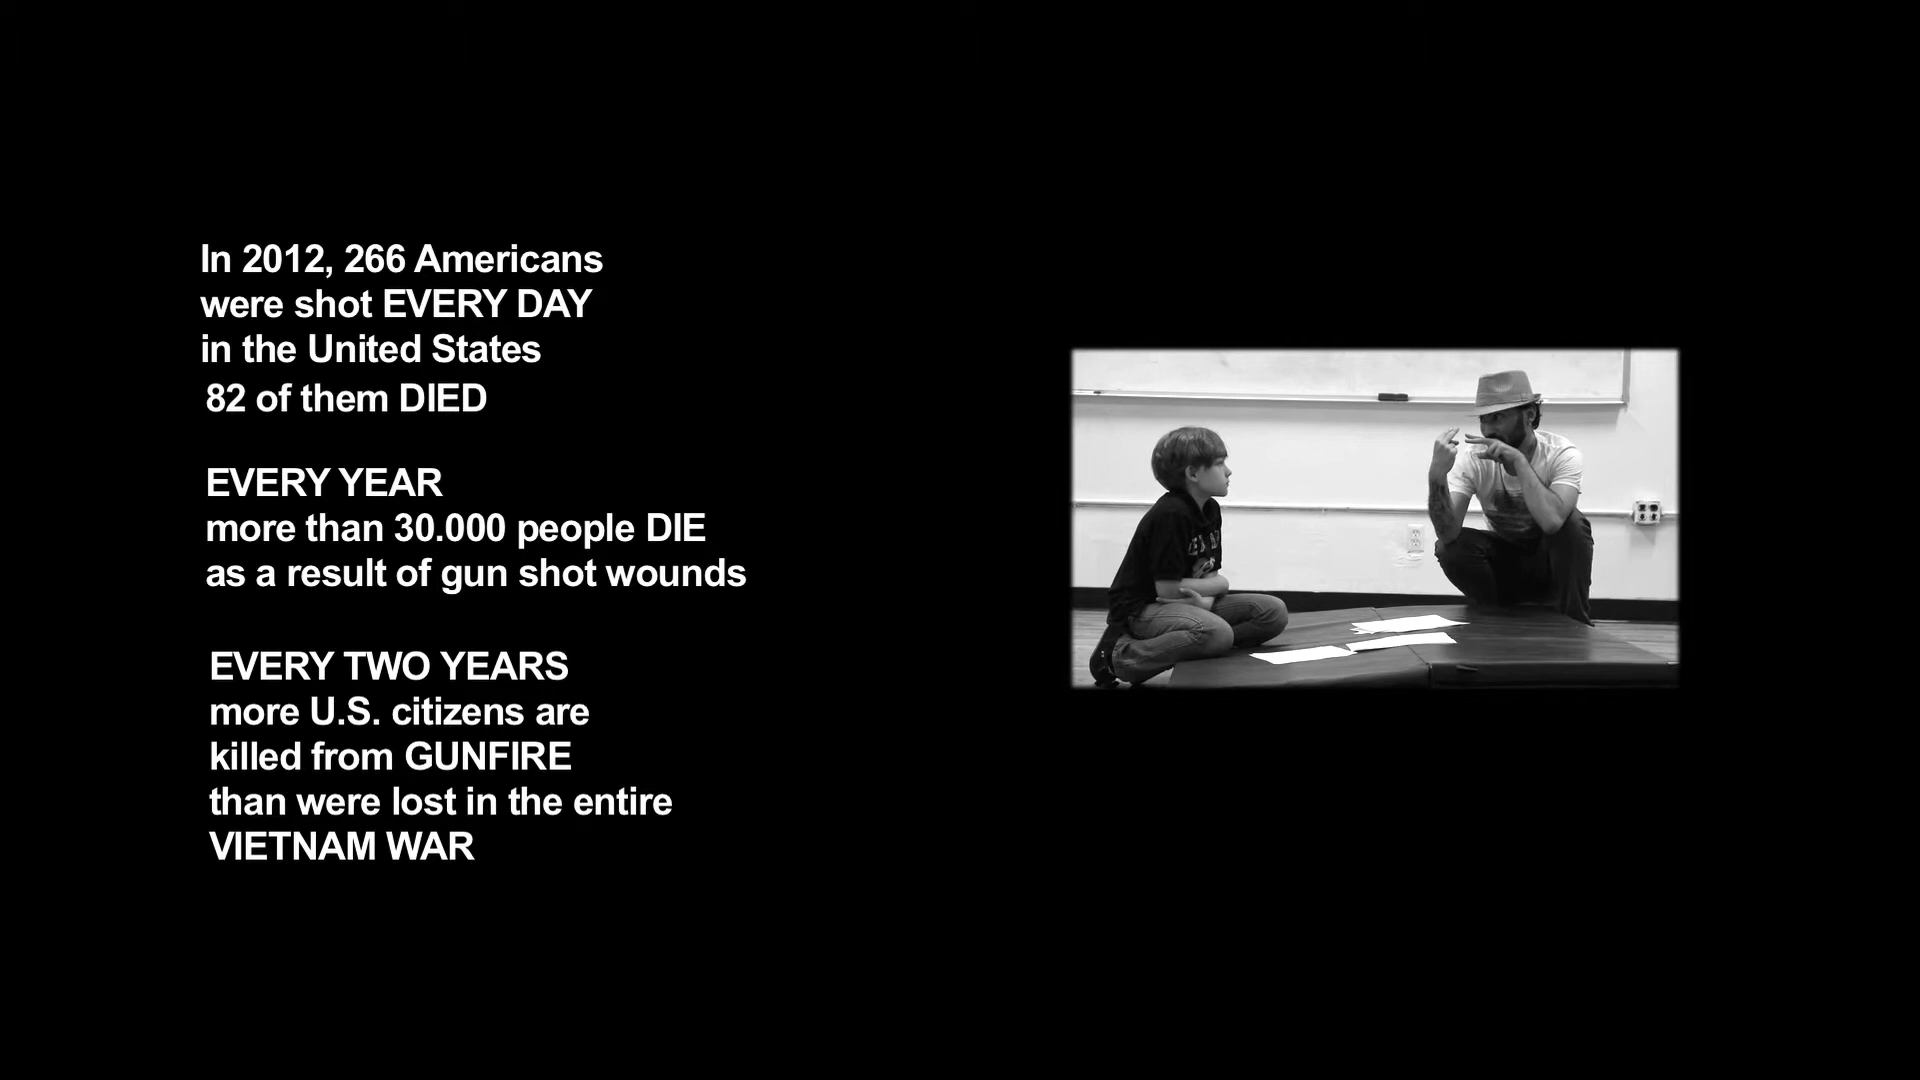 In 2012, 266 Americans
were shot EVERY DAY
in the United States
82 of them DIED
EVERY YEAR
more than 30.000 people DIE
as a result of gun shot wounds
EVERY TWO YEARS
more U.S. citizens are
killed from GUNFIRE
than were lost in the entire
VIETNAM WAR